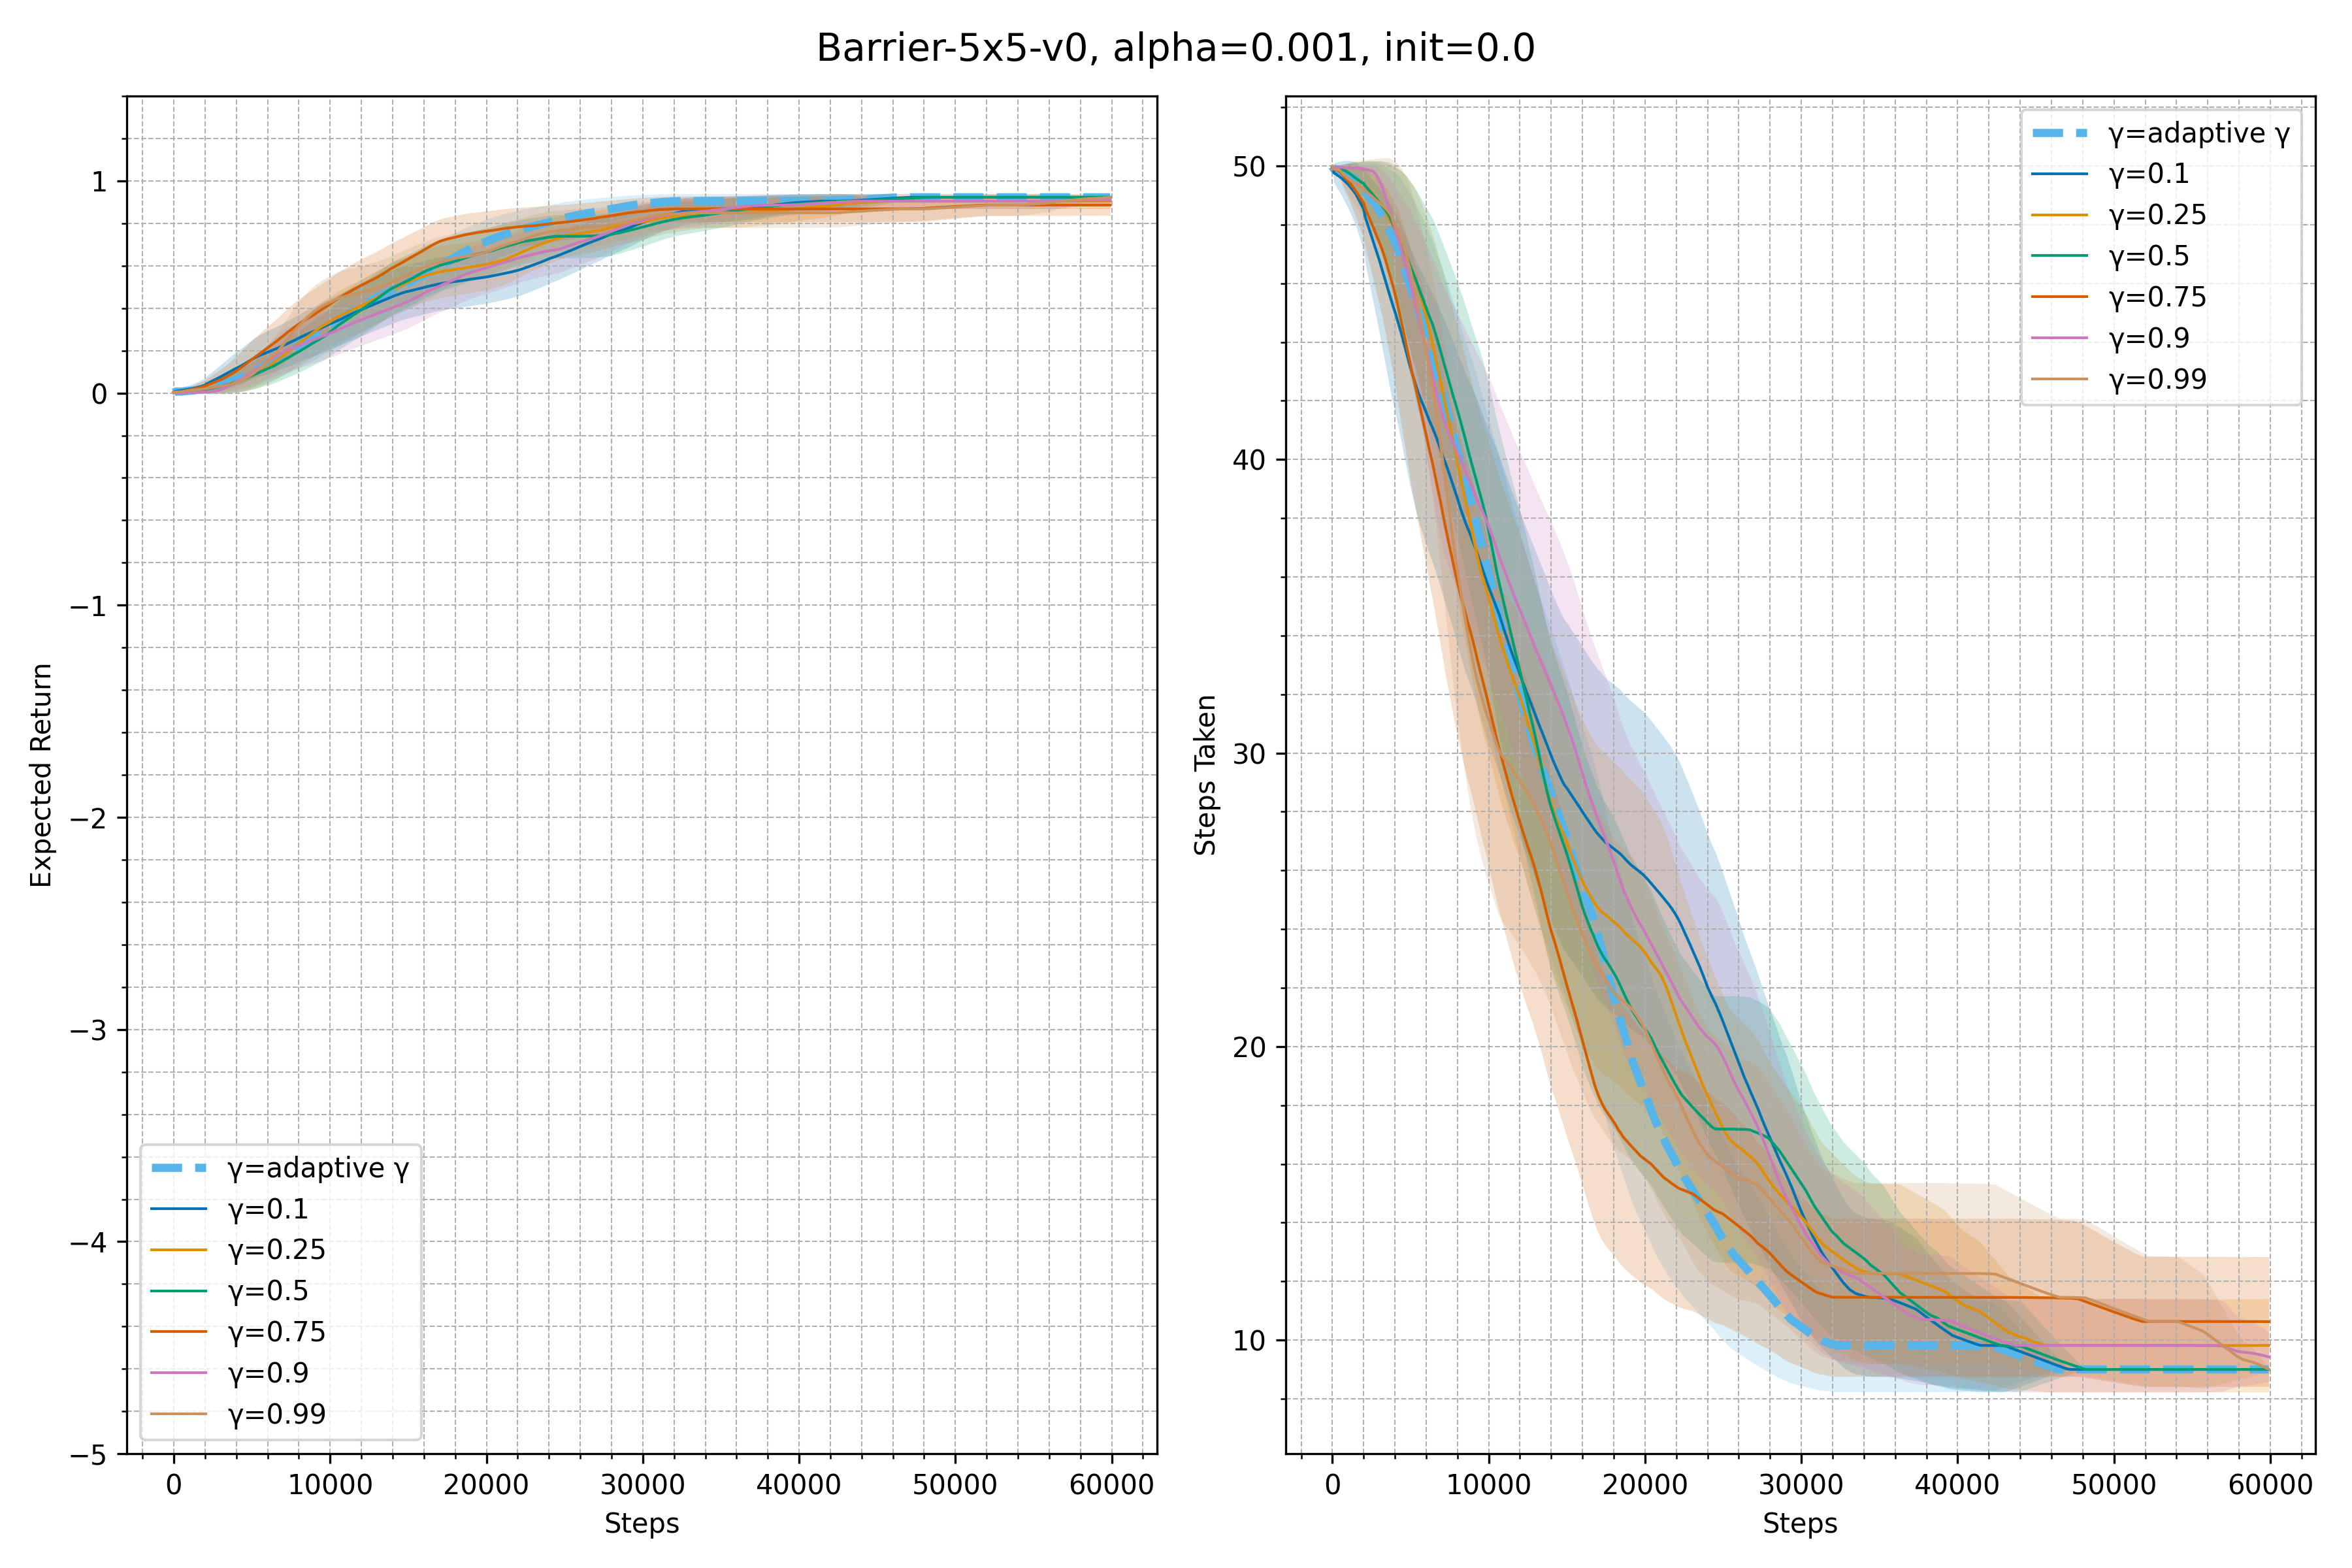 Barrier-5x5-v0, alpha=0.001, init=0.0
Expected Return
1
0
−1
−2
−3
−4
−5
γ=adaptive γ
γ=0.1
γ=0.25
γ=0.5
γ=0.75
γ=0.9
γ=0.99
0 10000 20000 30000 40000 50000 60000
Steps
Steps Taken
50
40
30
20
10
γ=adaptive γ
γ=0.1
γ=0.25
γ=0.5
γ=0.75
γ=0.9
γ=0.99
0 10000 20000 30000 40000 50000 60000
Steps